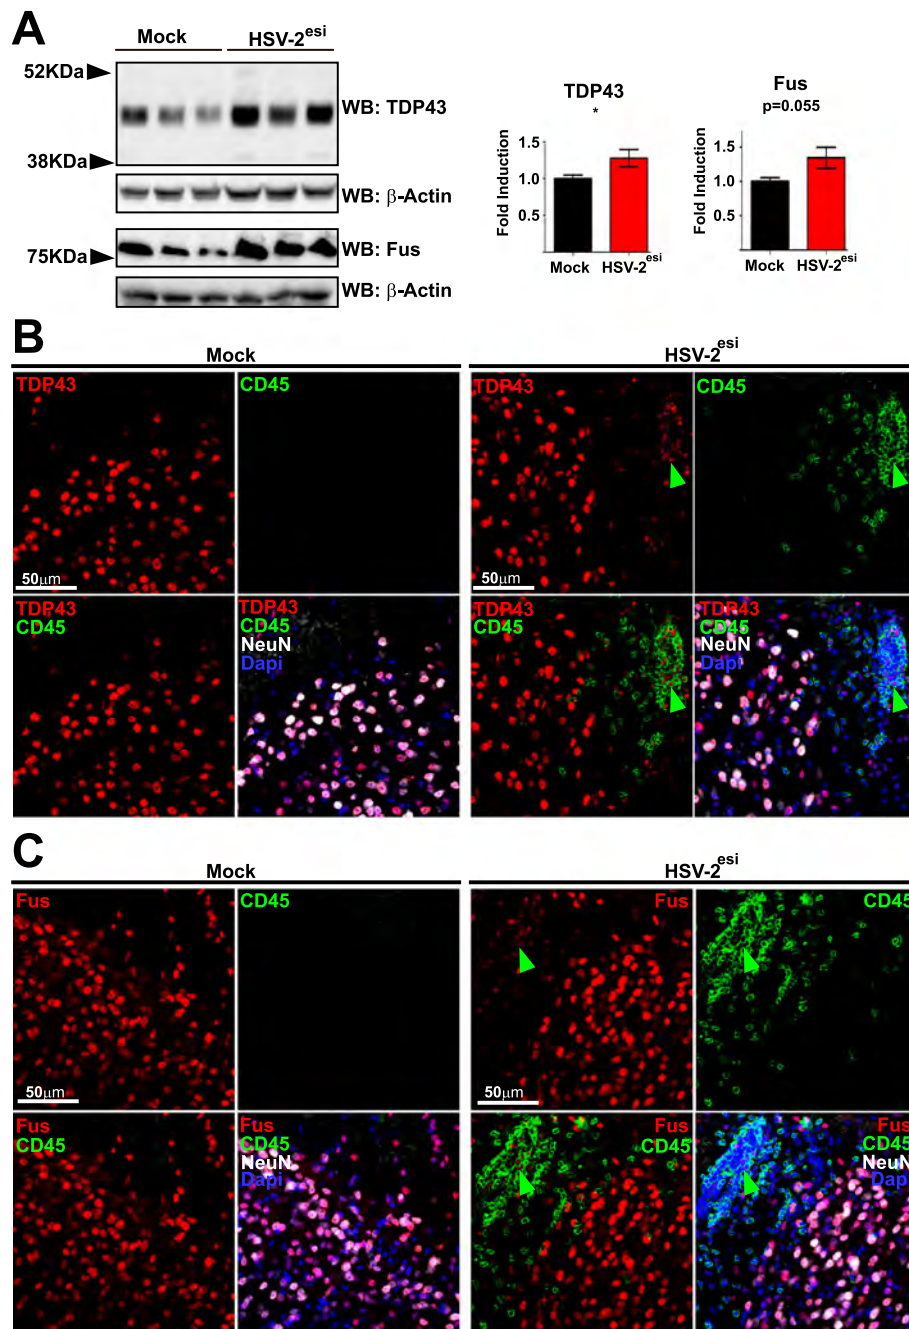 A
Mock
HSV-2esi
52KDa
WB: TDP43
38KDa
WB: β-Actin
WB: Fus
75KDa
WB: β-Actin
TDP43
*
Fold Induction
1.5
1.0
0.5
Mock HSV-2esi
Fus
p=0.055
Fold Induction
1.5
1.0
0.5
Mock HSV-2esi
B
Mock
HSV-2esi
TDP43
CD45
TDP43
CD45
50µm
50µm
TDP43
CD45
TDP43
CD45
NeuN
Dapi
TDP43
CD45
TDP43
CD45
NeuN
Dapi
C
Mock
HSV-2esi
Fus
CD45
Fus
CD45
50µm
50µm
Fus
CD45
Fus
CD45
NeuN
Dapi
Fus
CD45
Fus
CD45
NeuN
Dapi